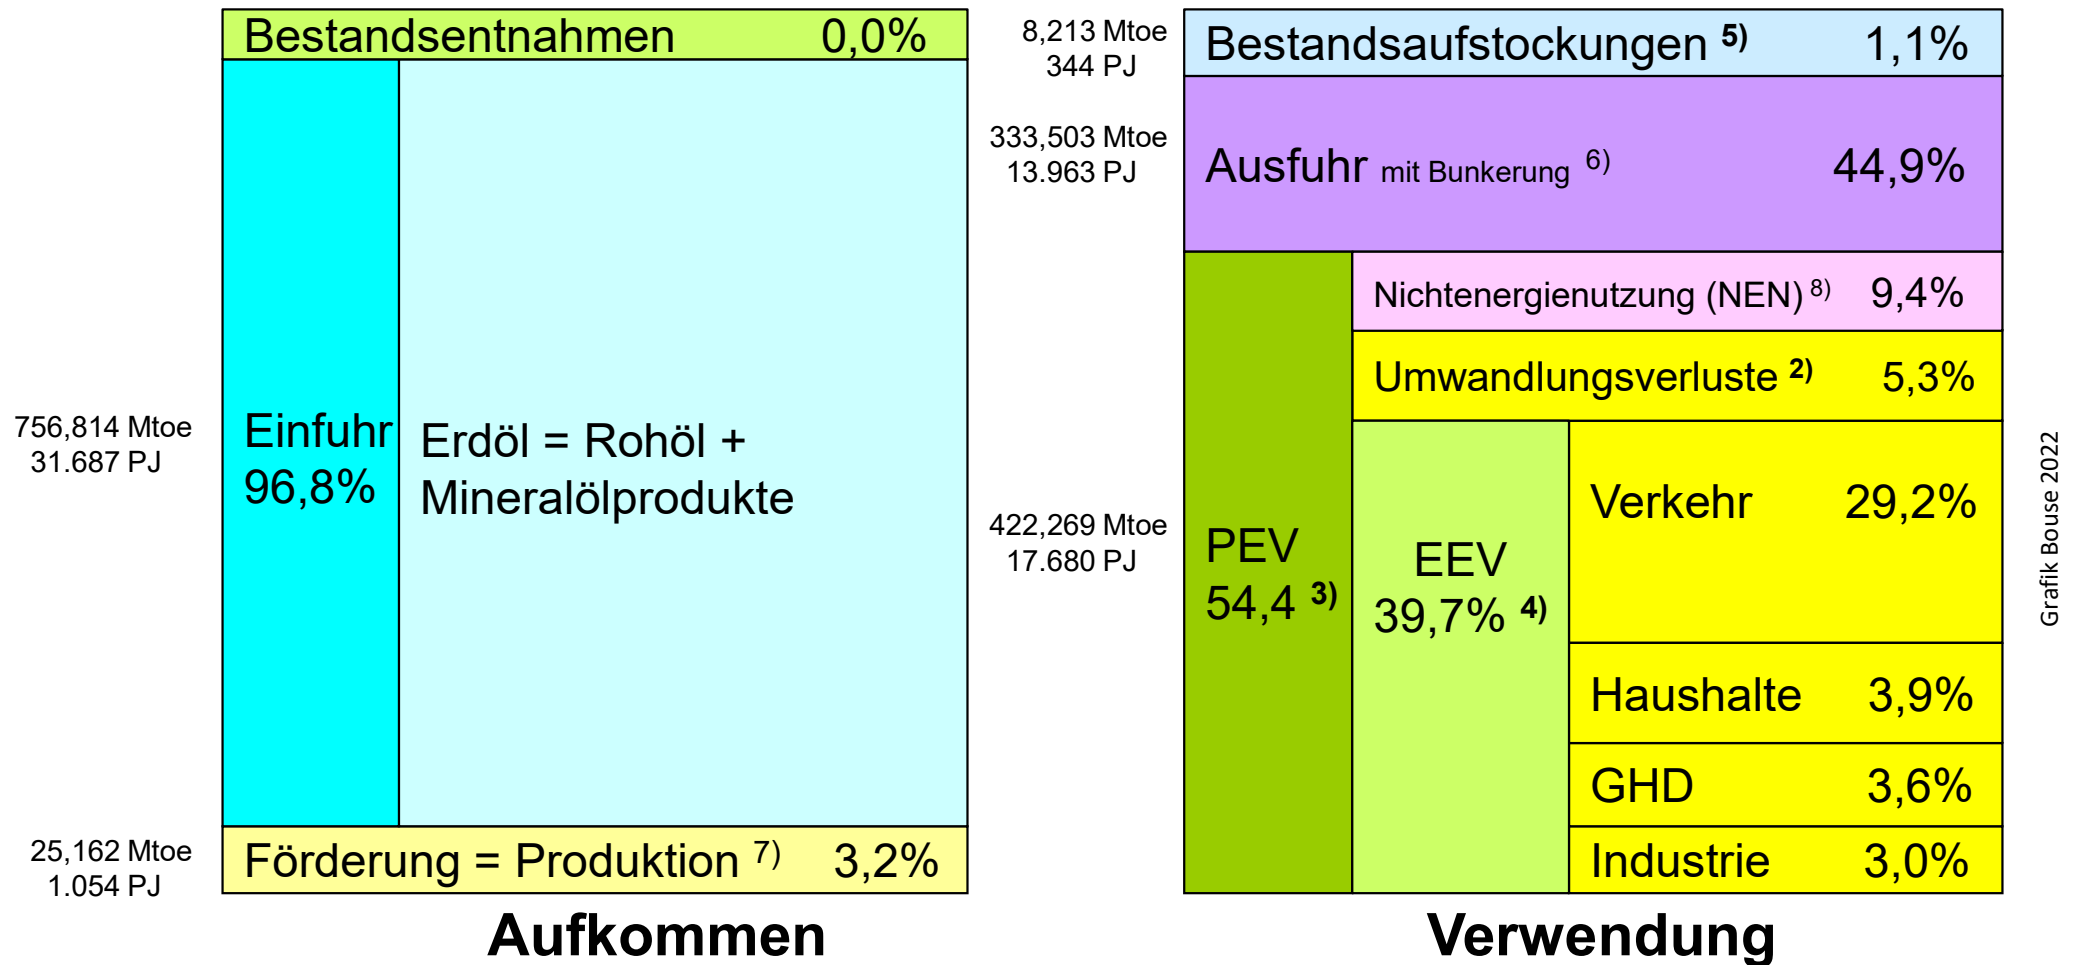 Bestandsentnahmen 0,0%
756,814 Mtoe
31.687 PJ
Einfuhr
96,8%
Erdöl = Rohöl +
Mineralölprodukte
25,162 Mtoe
1.054 PJ
Förderung = Produktion 7) 3,2%
Aufkommen
8,213 Mtoe
344 PJ
Bestandsaufstockungen 5) 1,1%
333,503 Mtoe
13.963 PJ
Ausfuhr mit Bunkerung 6) 44,9%
422,269 Mtoe
17.680 PJ
PEV
54,4 3)
Nichtenergienutzung (NEN) 8) 9,4%
Umwandlungsverluste 2) 5,3%
EEV
39,7% 4)
Verkehr 29,2%
Haushalte 3,9%
GHD 3,6%
Industrie 3,0%
Verwendung
Grafik Bouse 2022